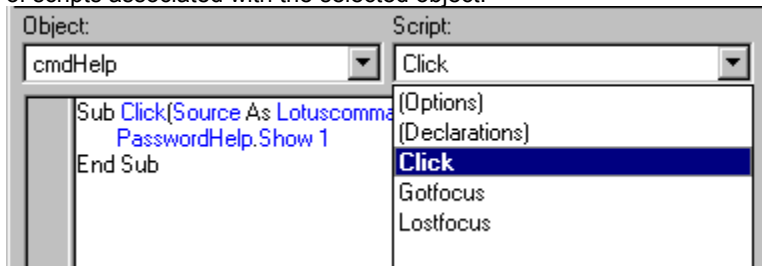 of scripts associated with the selected object.
Object:
Script:
cmdHelp
Click
Sub Click(Source As Lotuscomma
PasswordHelp.Show 1
End Sub
(Options)
(Declarations)
Click
Gotfocus
Lostfocus